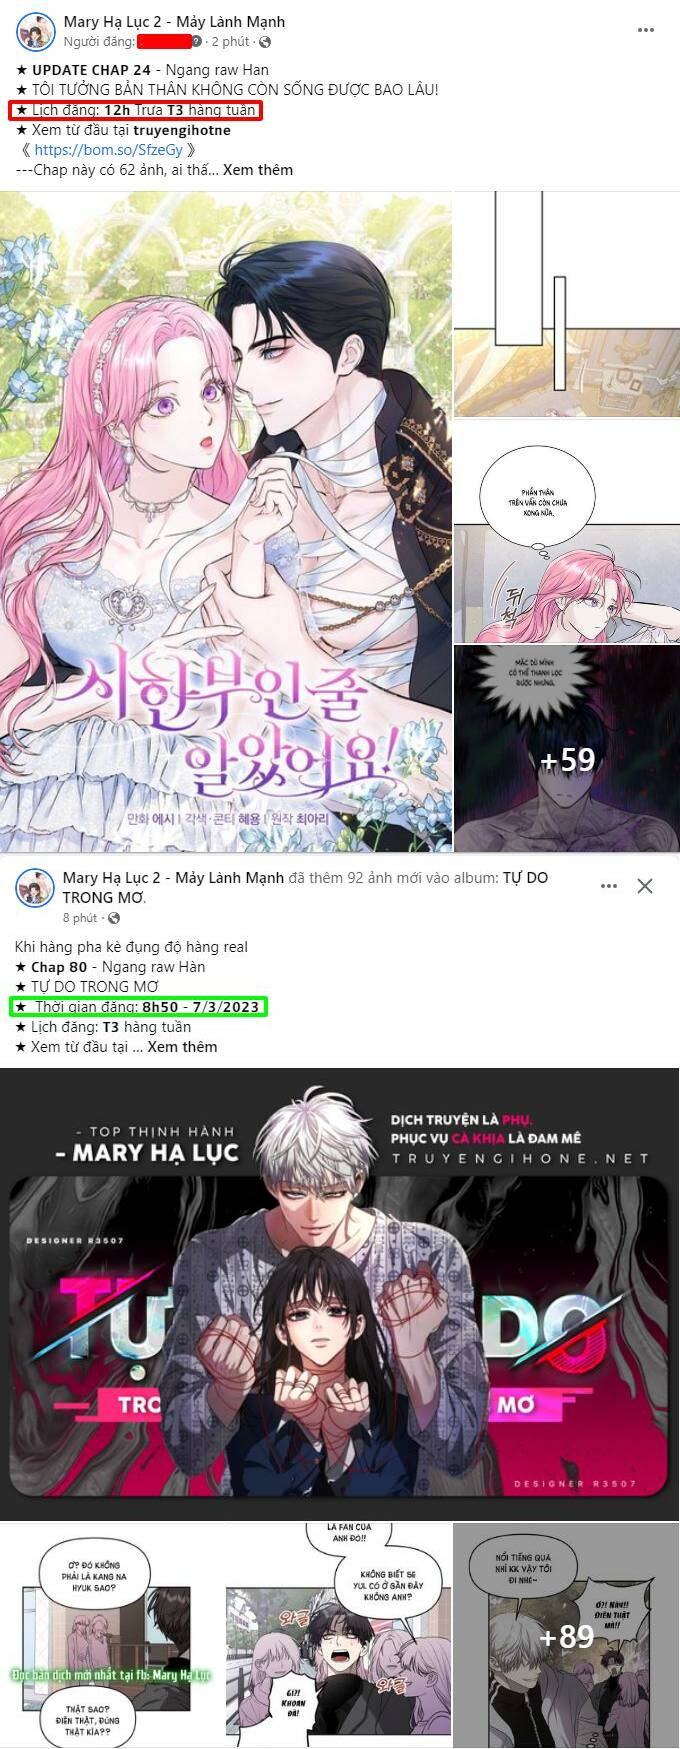 Mary Hạ Lục 2 - Mảy Lành Mạnh
Người đăng: · 2 phút ·
★ UPDATE CHAP 24 - Ngang raw Han
★ TÔI TƯỞNG BẢN THÂN KHÔNG CÒN SỐNG ĐƯỢC BAO LÂU!
★ Lịch đăng: 12h Trưa T3 hàng tuần
★ Xem từ đầu tại truyengihotne
《 https://bom.so/SfzeGy 》
---Chap này có 62 ảnh, ai thấ... Xem thêm
PHẦN THÂN
TRÊN VẪN CÒN CHƯA
XONG NỮA.
뒤척
MẶC DÙ MÌNH
CÓ THỂ THANH LỌC
ĐƯỢC NHƯNG.
+59
시한부인 줄
알았어요!
만화 에시 | 각색·콘티 혜용 | 원작 최아리
Mary Hạ Lục 2 - Mảy Lành Mạnh đã thêm 92 ảnh mới vào album: TỰ DO
TRONG MƠ.
8 phút ·
Khi hàng pha kè đụng độ hàng real
★ Chap 80 - Ngang raw Hàn
★ TỰ DO TRONG MƠ
★ Thời gian đăng: 8h50 - 7/3/2023
★ Lịch đăng: T3 hàng tuần
★ Xem từ đầu tại ... Xem thêm
- TOP THỊNH HÀNH
- MARY HẠ LỤC
DỊCH TRUYỆN LÀ PHỤ,
PHỤC VỤ CÀ KHỊA LÀ ĐAM MÊ
TRUYENGIHONE.NET
DESIGNER R3507
TỰ DO
TRO MƠ
DESIGNER R3507
Ơ? ĐÓ KHÔNG
PHẢI LÀ KANG NA
HYUK SAO?
Đọc bản dịch mới nhất tại fb: Mary Hạ Lục
THẬT SAO?
ĐIÊN THẬT, ĐÚNG
THẬT KÌA??
LÀ FAN CỦA
ANH ĐÓ!!
KHÔNG BIẾT SE
YUL CÓ Ở GẦN ĐÂY
KHÔNG ANH?
와글
와글
GÌ?!
KHOAN
ĐÃ!
NỔI TIẾNG QUÁ
NHỈ KK VẬY TÔI
ĐI NHÉ~
Ơ?! NÀY!!
ĐIÊN THẬT
MÀ!!
+89